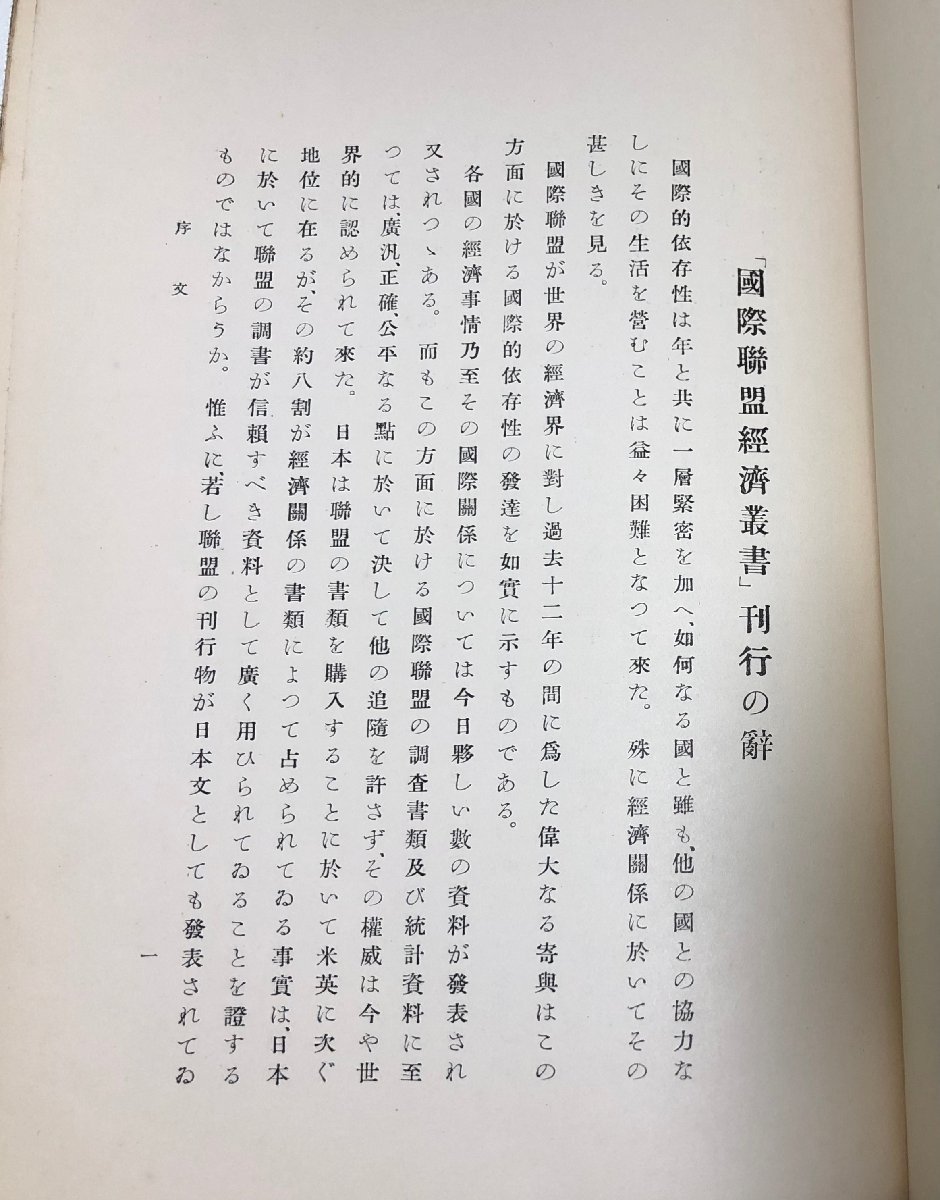 「國際聯盟經濟叢書」刊行の辭
國際的依存性は年と共に一層緊密を加へ、如何なる國と雖も、他の國との協力な
しにその生活を營むことは益々困難となつて來た。殊に經濟關係に於いてその
甚しきを見る。
國際聯盟が世界の經濟界に對し過去十二年の間に爲した偉大なる寄與はこの
方面に於ける國際的依存性の發達を如實に示すものである。
各國の經濟事情乃至その國際關係については今日夥しい數の資料が發表され
又されつゝある。而もこの方面に於ける國際聯盟の調査書類及び統計資料に至
つては、廣汎、正確、公平なる點に於いて決して他の追隨を許さず、その權威は今や世
界的に認められて來た。日本は聯盟の書類を購入することに於いて米英に次ぐ
地位に在るが、その約八割が經濟關係の書類によつて占められてゐる事實は、日本
に於いて聯盟の調書が信賴すべき資料として廣く用ひられてゐることを證する
ものではなからうか。惟ふに、若し聯盟の刊行物が日本文としても發表されてゐ
序文
一